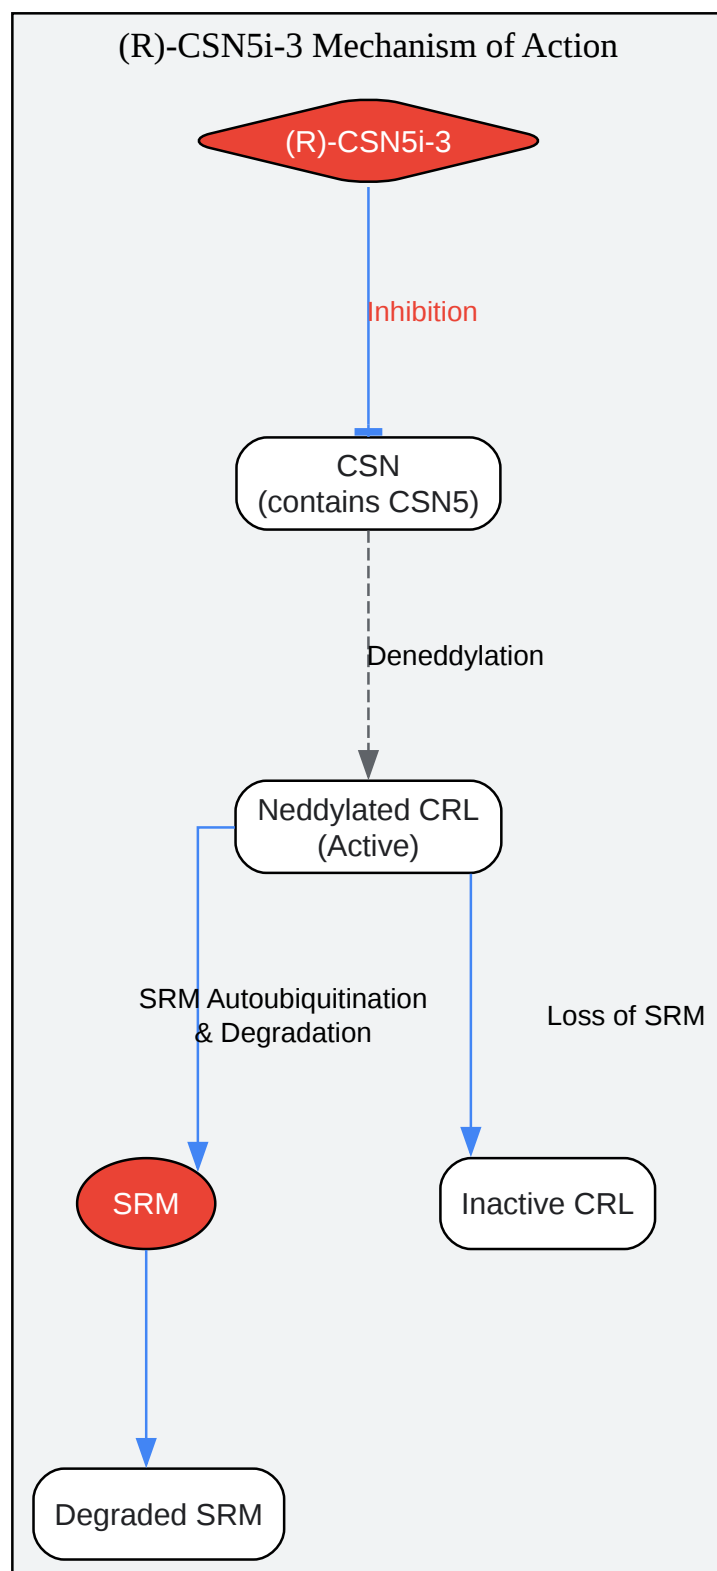 (R)-CSN5i-3 Mechanism of Action
(R)-CSN5i-3
Inhibition
CSN
(contains CSN5)
Deneddylation
Neddylated CRL
(Active)
SRM Autoubiquitination
& Degradation
Loss of SRM
SRM
Inactive CRL
Degraded SRM